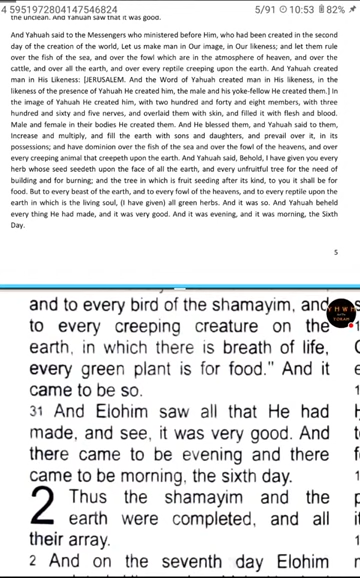 4 5951972804147546824 5/91 10:53 82%
the unclean. And Yahuah saw that it was good.
And Yahuah said to the Messengers who ministered before Him, who had been created in the second
day of the creation of the world, Let us make man in Our image, in Our likeness; and let them rule
over the fish of the sea, and over the fowl which are in the atmosphere of heaven, and over the
cattle, and over all the earth, and over every reptile creeping upon the earth. And Yahuah created
man in His Likeness: [JERUSALEM. And the Word of Yahuah created man in his likeness, in the
likeness of the presence of Yahuah He created him, the male and his yoke-fellow He created them.] In
the image of Yahuah He created him, with two hundred and forty and eight members, with three
hundred and sixty and five nerves, and overlaid them with skin, and filled it with flesh and blood.
Male and female in their bodies He created them. And He blessed them, and Yahuah said to them,
Increase and multiply, and fill the earth with sons and daughters, and prevail over it, in its
possessions; and have dominion over the fish of the sea and over the fowl of the heavens, and over
every creeping animal that creepeth upon the earth. And Yahuah said, Behold, I have given you every
herb whose seed seedeth upon the face of all the earth, and every unfruitful tree for the need of
building and for burning; and the tree in which is fruit seeding after its kind, to you it shall be for
food. But to every beast of the earth, and to every fowl of the heavens, and to every reptile upon the
earth in which is the living soul, (I have given) all green herbs. And it was so. And Yahuah beheld
every thing He had made, and it was very good. And it was evening, and it was morning, the Sixth
Day.
5
and to every bird of the shamayim, and
to every creeping creature on the
earth, in which there is breath of life,
every green plant is for food." And it
came to be so.
31 And Elohim saw all that He had
made, and see, it was very good. And
there came to be evening and there
came to be morning, the sixth day.
2 Thus the shamayim and the
earth were completed, and all
their array.
2 And on the seventh day Elohim